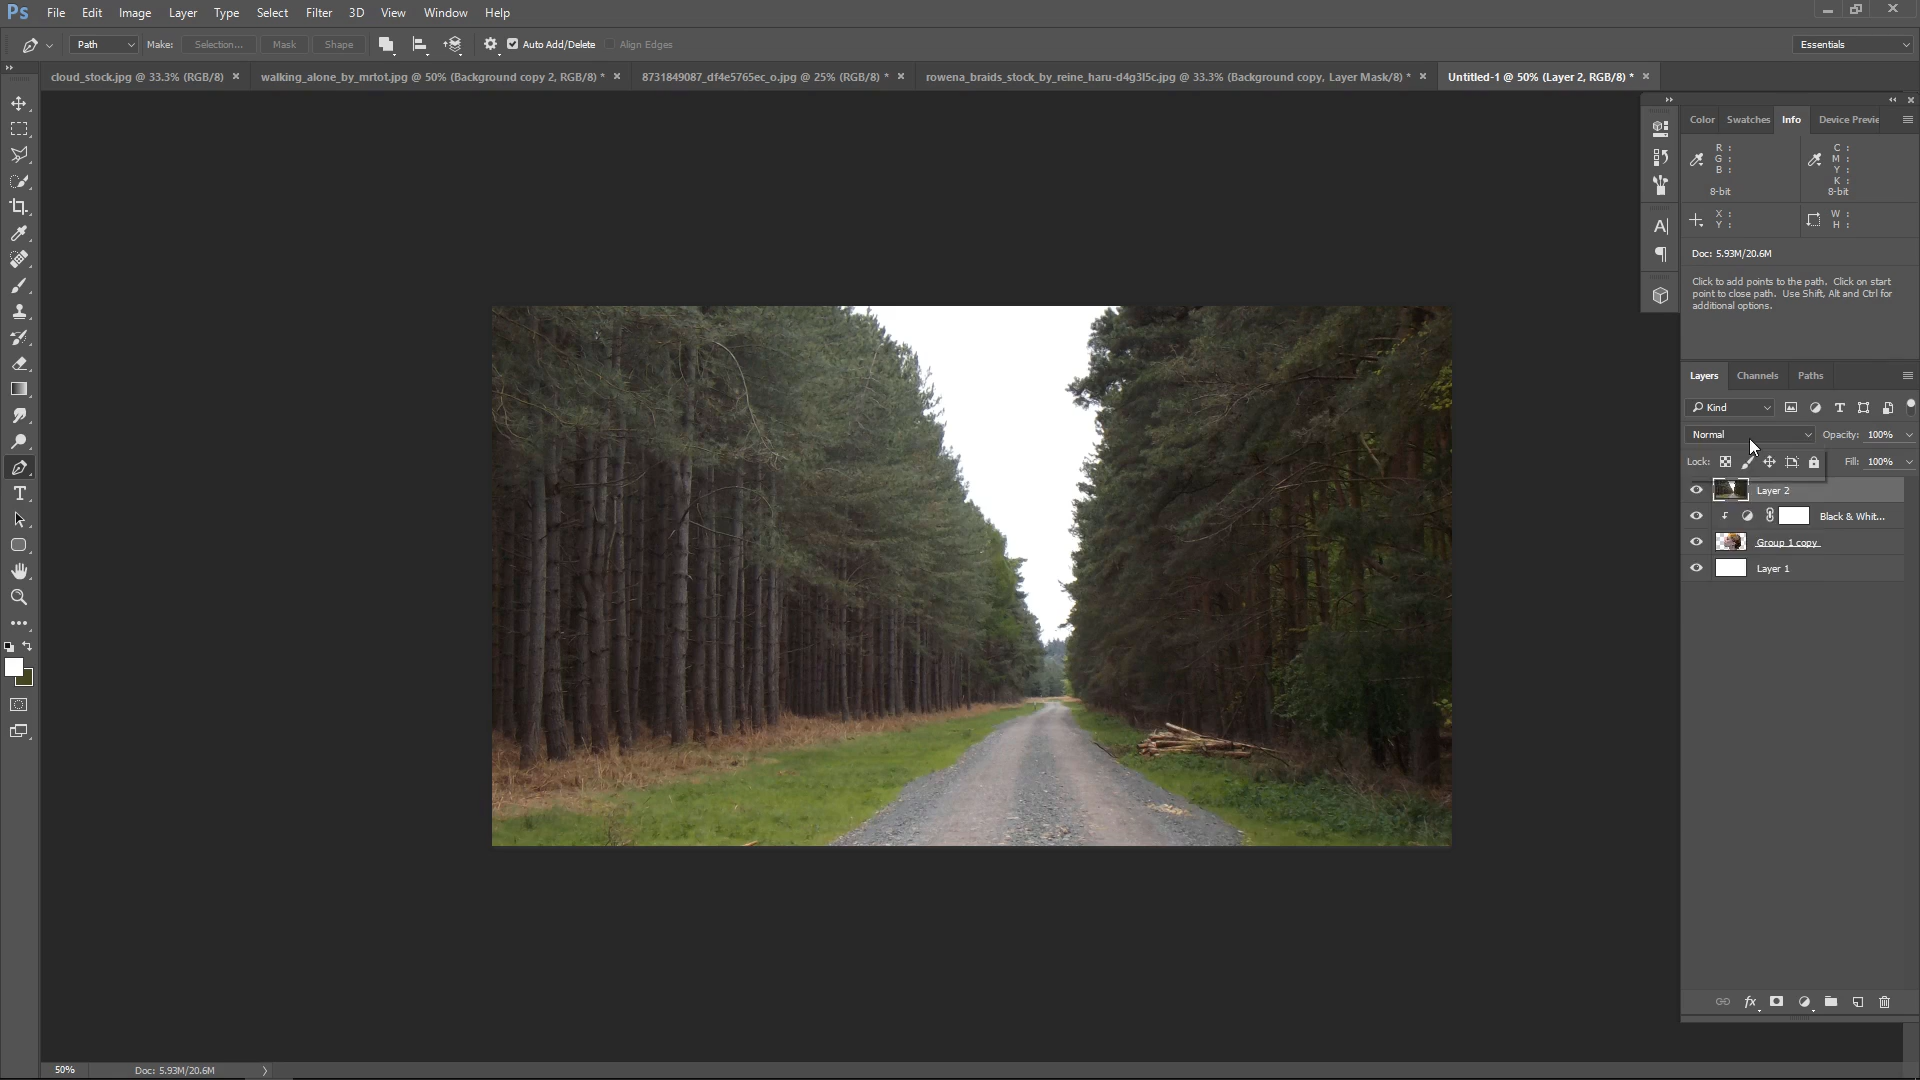 Ps File Edit Image Layer Type Select Filter 3D View Window Help
Path Make: Selection... Mask Shape Auto Add/Delete Align Edges Essentials
cloud_stock.jpg @ 33.3% (RGB/8) × walking_alone_by_mrtot.jpg @ 50% (Background copy 2, RGB/8) * × 8731849087_df4e5765ec_o.jpg @ 25% (RGB/8) * × rowena_braids_stock_by_reine_haru-d4g3l5c.jpg @ 33.3% (Background copy, Layer Mask/8) * × Untitled-1 @ 50% (Layer 2, RGB/8) * ×
Color Swatches Info Device Previe
R : C :
G : M :
B : Y :
K :
8-bit 8-bit
X : W :
Y : H :
Doc: 5.93M/20.6M
Click to add points to the path. Click on start
point to close path. Use Shift, Alt and Ctrl for
additional options.
Layers Channels Paths
Kind
Normal Opacity: 100%
Lock: Fill: 100%
Layer 2
Black & Whit...
Group 1 copy
Layer 1
50% Doc: 5.93M/20.6M